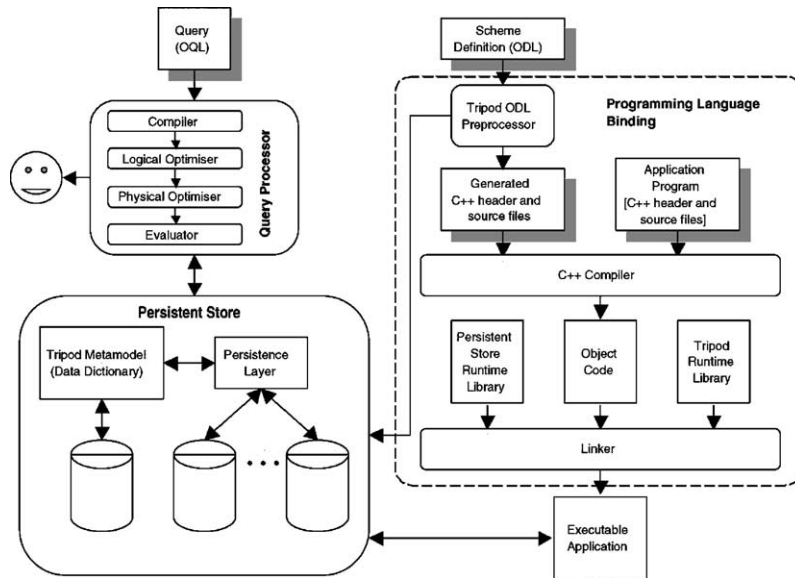 Query
(OQL)
Compiler
Logical Optimiser
Physical Optimiser
Evaluator
Query Processor
Persistent Store
Tripod Metamodel
(Data Dictionary)
Persistence
Layer
Scheme
Definition (ODL)
Tripod ODL
Preprocessor
Programming Language
Binding
Generated
C++ header and
source files
Application
Program
[C++ header and
source files]
C++ Compiler
Persistent
Store
Runtime
Library
Object
Code
Tripod
Runtime
Library
Linker
Executable
Application